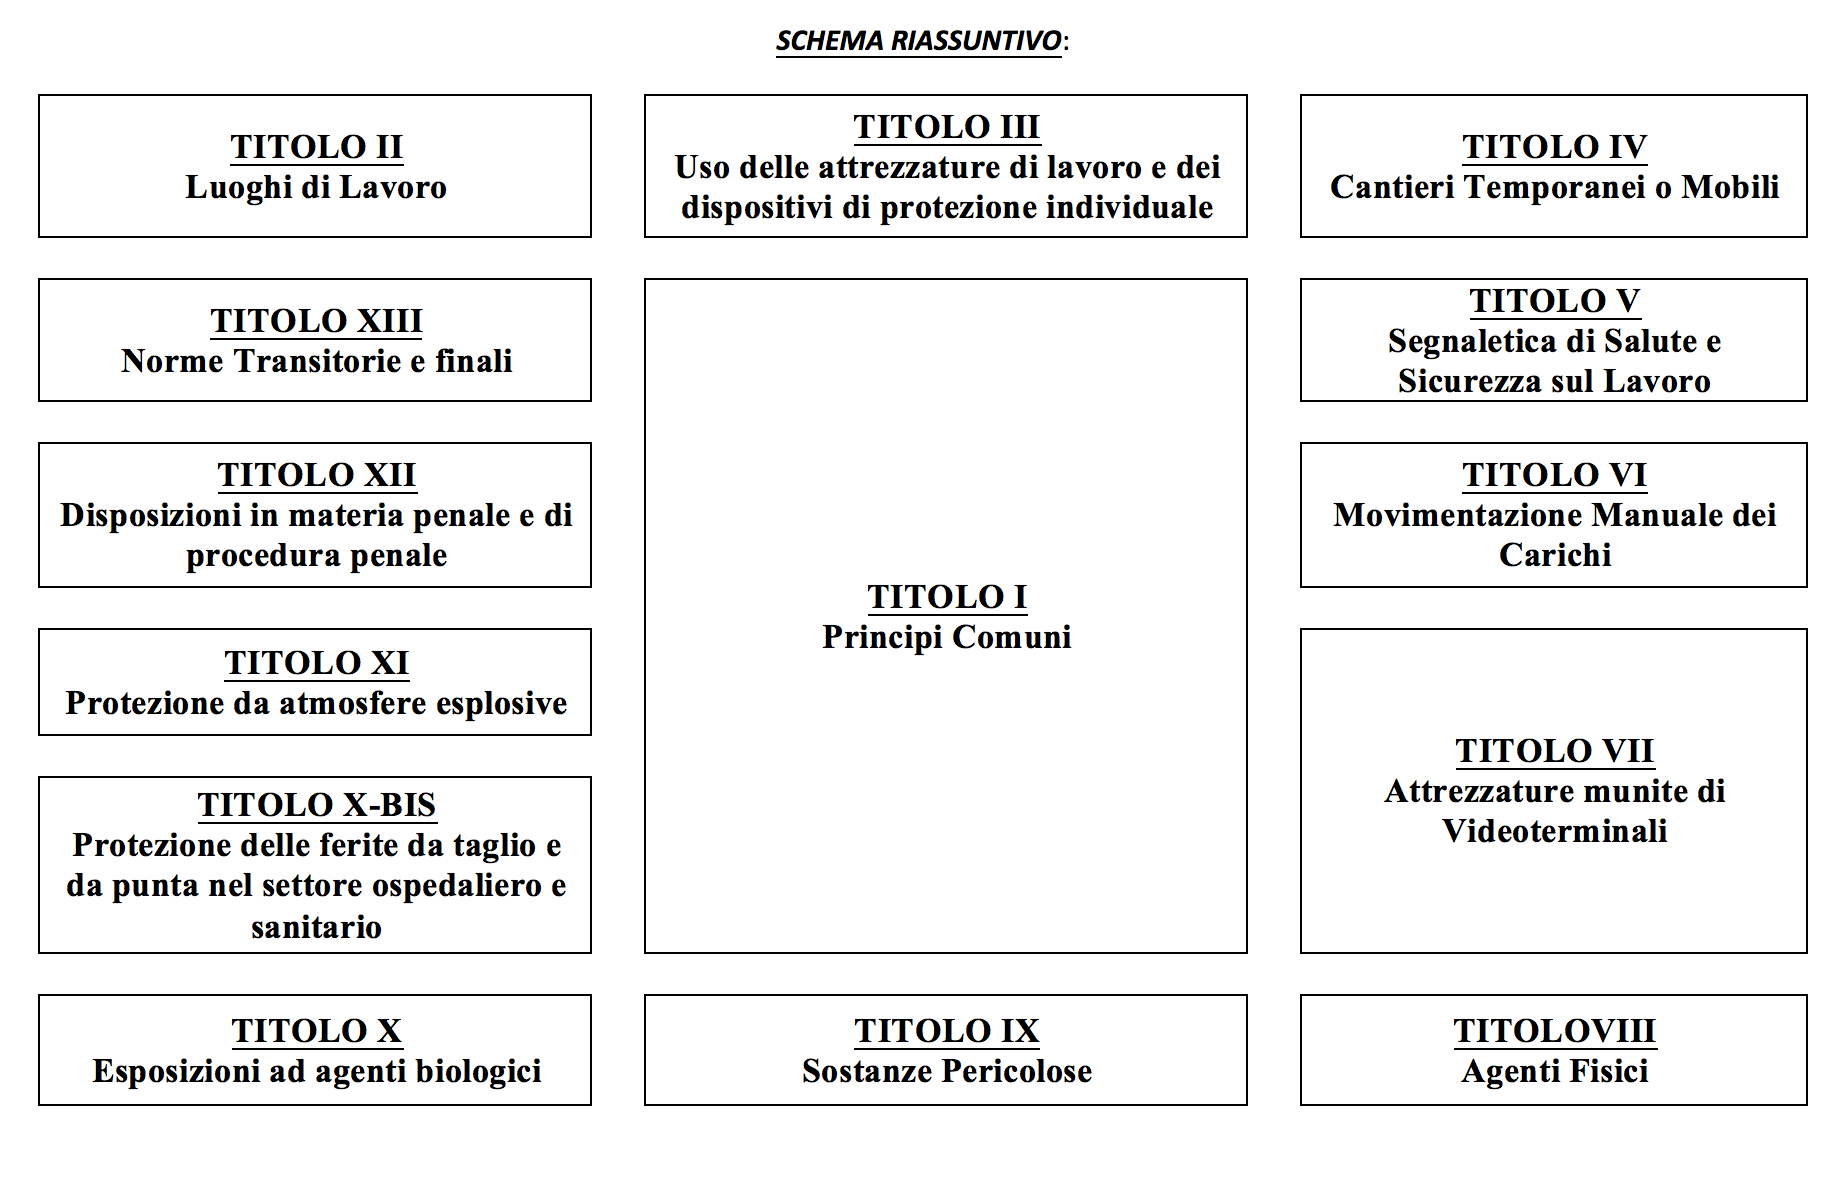 SCHEMA RIASSUNTIVO:
TITOLO II
Luoghi di Lavoro
TITOLO III
Uso delle attrezzature di lavoro e dei
dispositivi di protezione individuale
TITOLO IV
Cantieri Temporanei o Mobili
TITOLO XIII
Norme Transitorie e finali
TITOLO V
Segnaletica di Salute e
Sicurezza sul Lavoro
TITOLO XII
Disposizioni in materia penale e di
procedura penale
TITOLO I
Principi Comuni
TITOLO VI
Movimentazione Manuale dei
Carichi
TITOLO XI
Protezione da atmosfere esplosive
TITOLO VII
Attrezzature munite di
Videoterminali
TITOLO X-BIS
Protezione delle ferite da taglio e
da punta nel settore ospedaliero e
sanitario
TITOLO X
Esposizioni ad agenti biologici
TITOLO IX
Sostanze Pericolose
TITOLOVIII
Agenti Fisici